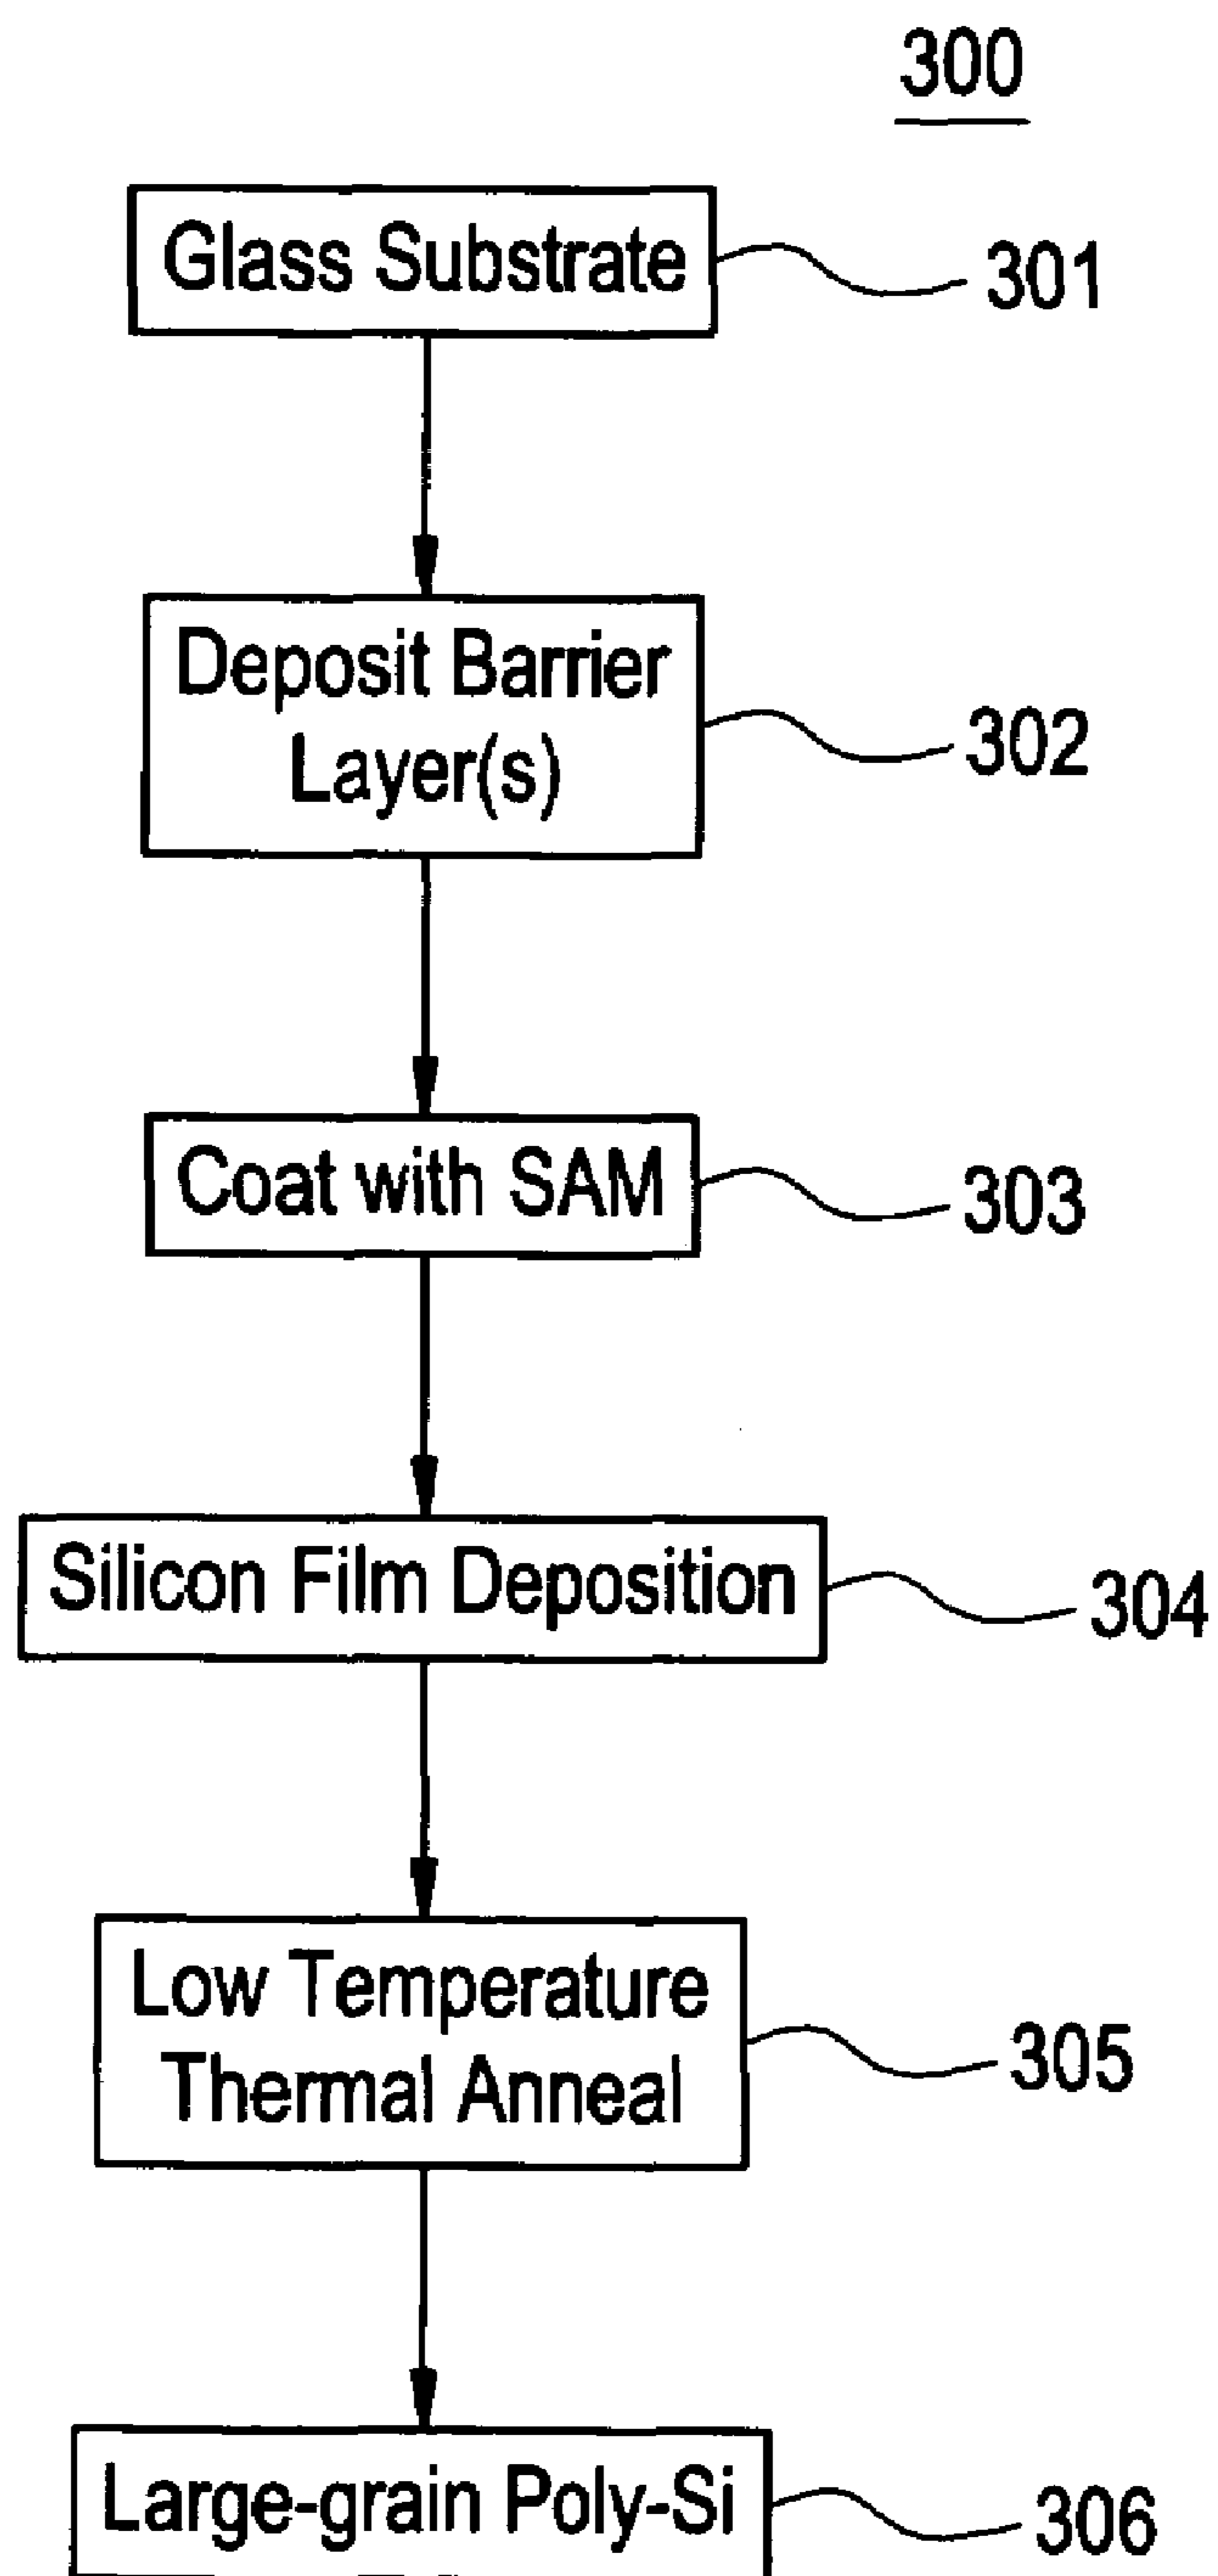 300
Glass Substrate
301
Deposit Barrier
Layer(s)
302
Coat with SAM
303
Silicon Film Deposition
304
Low Temperature
Thermal Anneal
305
Large-grain Poly-Si
306